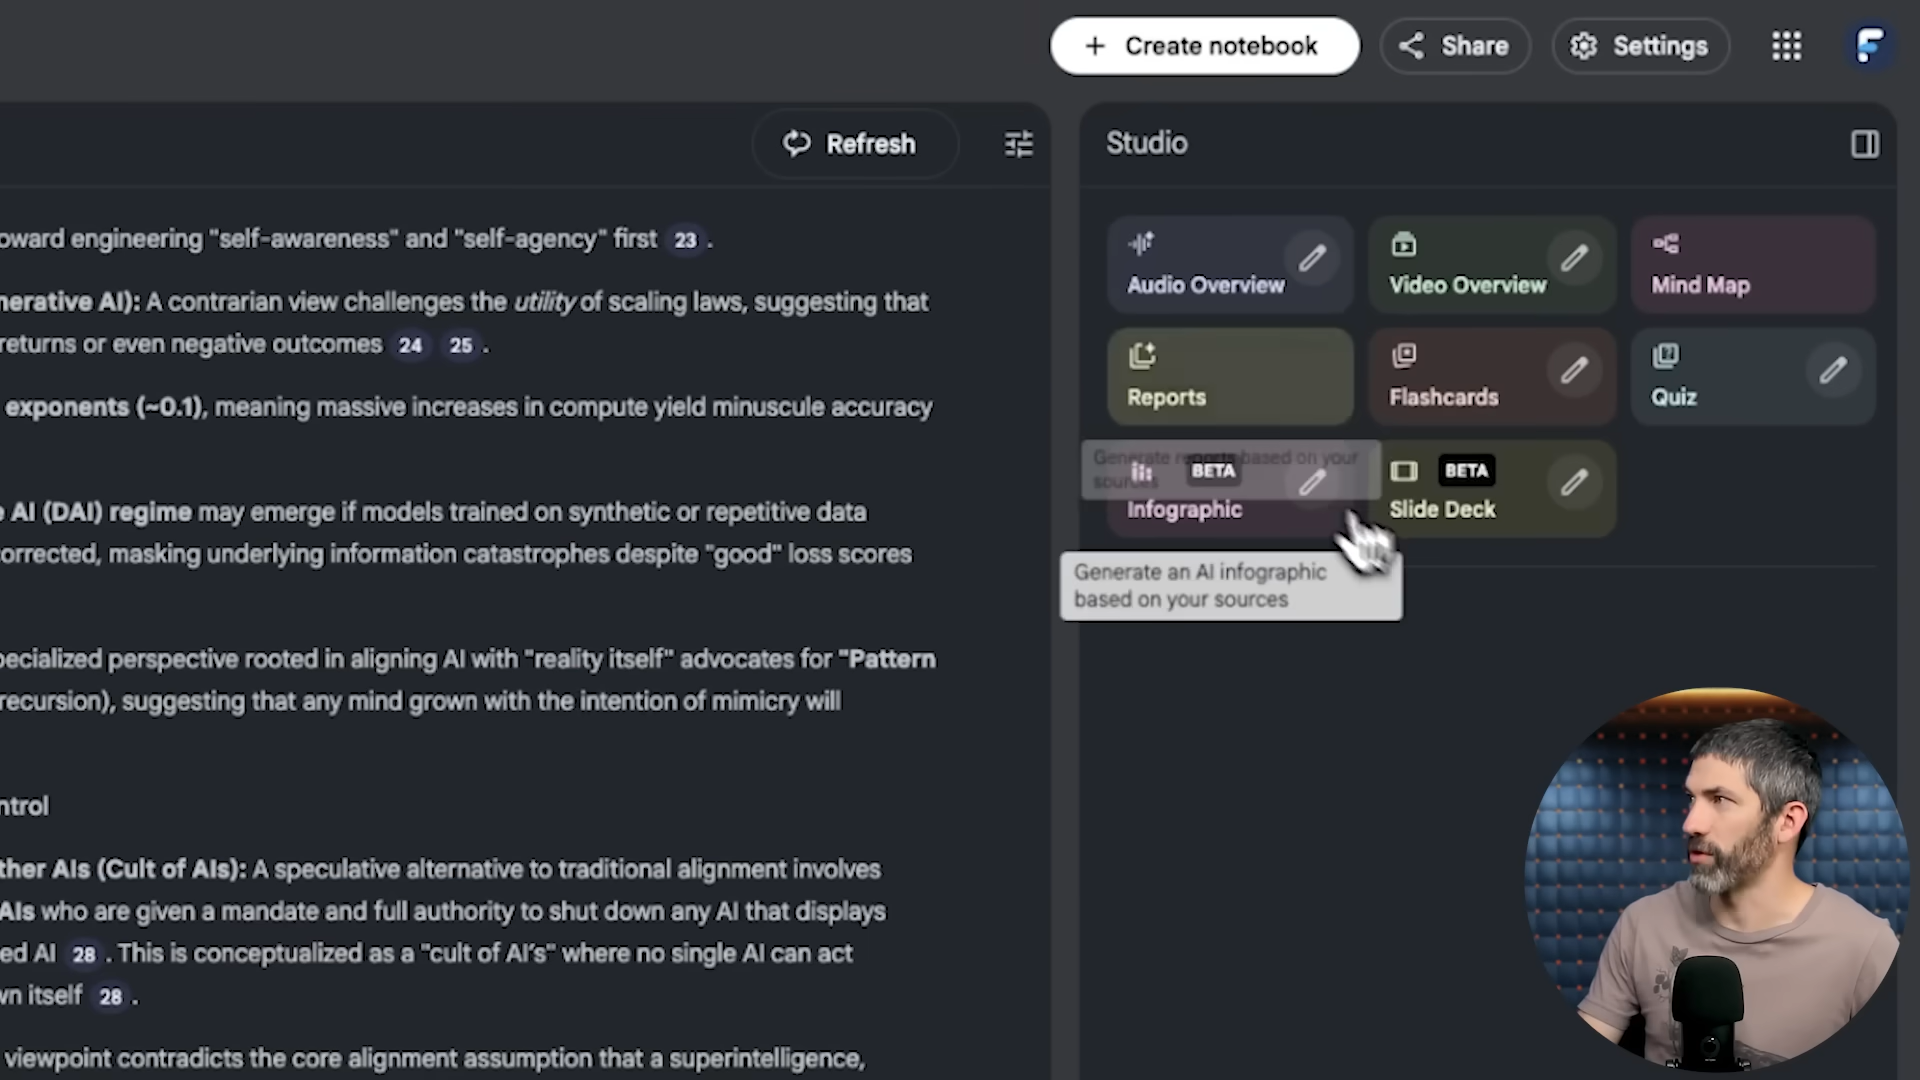 Create notebook
Share
Settings
Refresh
Studio
oward engineering "self-awareness" and "self-agency" first 23 .
nerative AI): A contrarian view challenges the utility of scaling laws, suggesting that
returns or even negative outcomes 24 25 .
exponents (~0.1), meaning massive increases in compute yield minuscule accuracy
AI (DAI) regime may emerge if models trained on synthetic or repetitive data
orrected, masking underlying information catastrophes despite "good" loss scores
pecialized perspective rooted in aligning AI with "reality itself" advocates for "Pattern
recursion), suggesting that any mind grown with the intention of mimicry will
ntrol
ther AIs (Cult of AIs): A speculative alternative to traditional alignment involves
AIs who are given a mandate and full authority to shut down any AI that displays
ed AI 28 . This is conceptualized as a "cult of AI's" where no single AI can act
wn itself 28 .
viewpoint contradicts the core alignment assumption that a superintelligence,
Audio Overview
Video Overview
Mind Map
Reports
Flashcards
Quiz
Generate reports based on your
sources
BETA
Infographic
BETA
Slide Deck
Generate an AI infographic
based on your sources